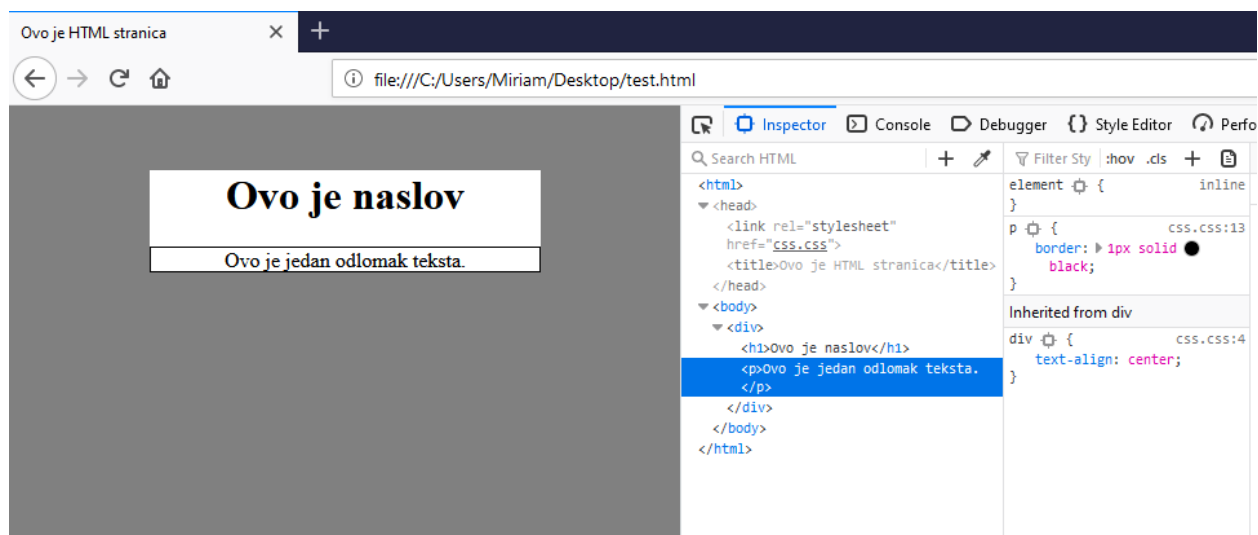 Ovo je HTML stranica
file:///C:/Users/Miriam/Desktop/test.html
Ovo je naslov
Ovo je jedan odlomak teksta.
Inspector Console Debugger {} Style Editor Perfo
Search HTML +
<html>
<head>
<link rel="stylesheet"
href="css.css">
<title>Ovo je HTML stranica</title>
</head>
<body>
<div>
<h1>Ovo je naslov</h1>
<p>Ovo je jedan odlomak teksta.
</p>
</div>
</body>
</html>
Filter Sty :hov .cls +
element { inline
}
p { css.css:13
border: 1px solid
black;
}
Inherited from div
div { css.css:4
text-align: center;
}